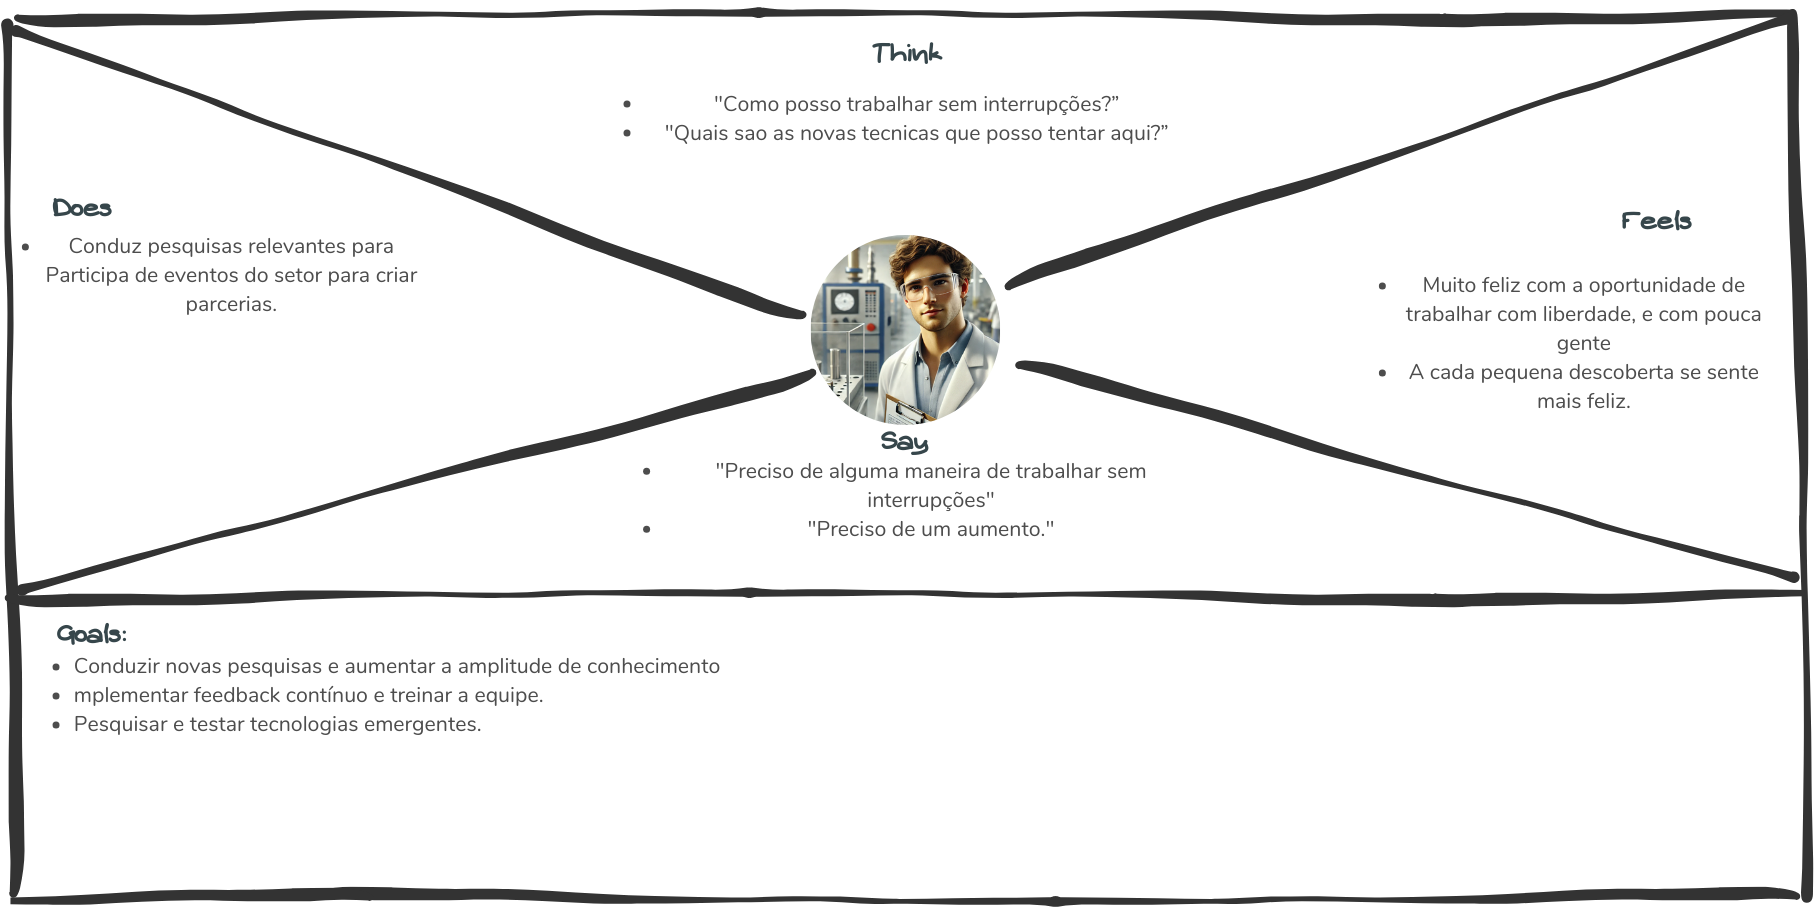 Think
• "Como posso trabalhar sem interrupções?”
• "Quais sao as novas tecnicas que posso tentar aqui?”
Does
• Conduz pesquisas relevantes para
Participa de eventos do setor para criar
parcerias.
Feels
• Muito feliz com a oportunidade de
trabalhar com liberdade, e com pouca
gente
• A cada pequena descoberta se sente
mais feliz.
Say
• "Preciso de alguma maneira de trabalhar sem
interrupções"
• "Preciso de um aumento."
Goals:
• Conduzir novas pesquisas e aumentar a amplitude de conhecimento
• mplementar feedback contínuo e treinar a equipe.
• Pesquisar e testar tecnologias emergentes.